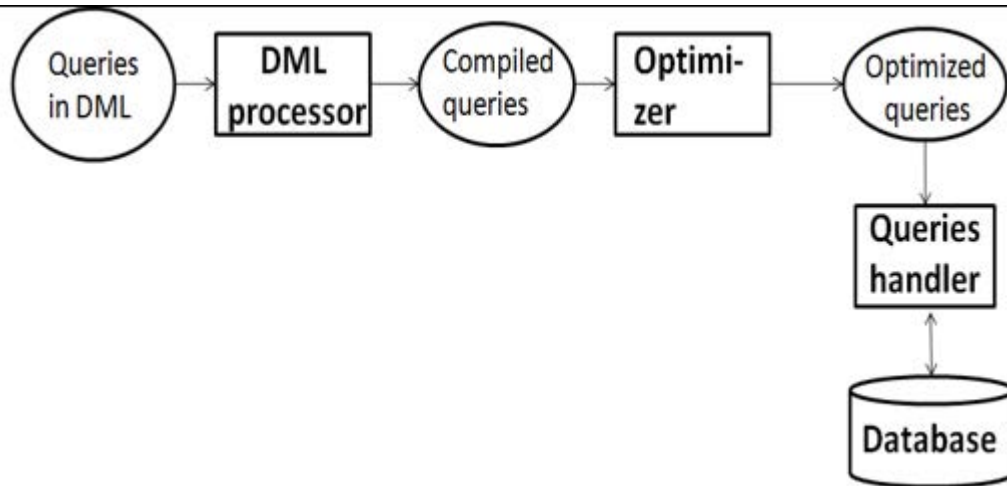 Queries
in DML
DML
processor
Compiled
queries
Optimi-
zer
Optimized
queries
Queries
handler
Database